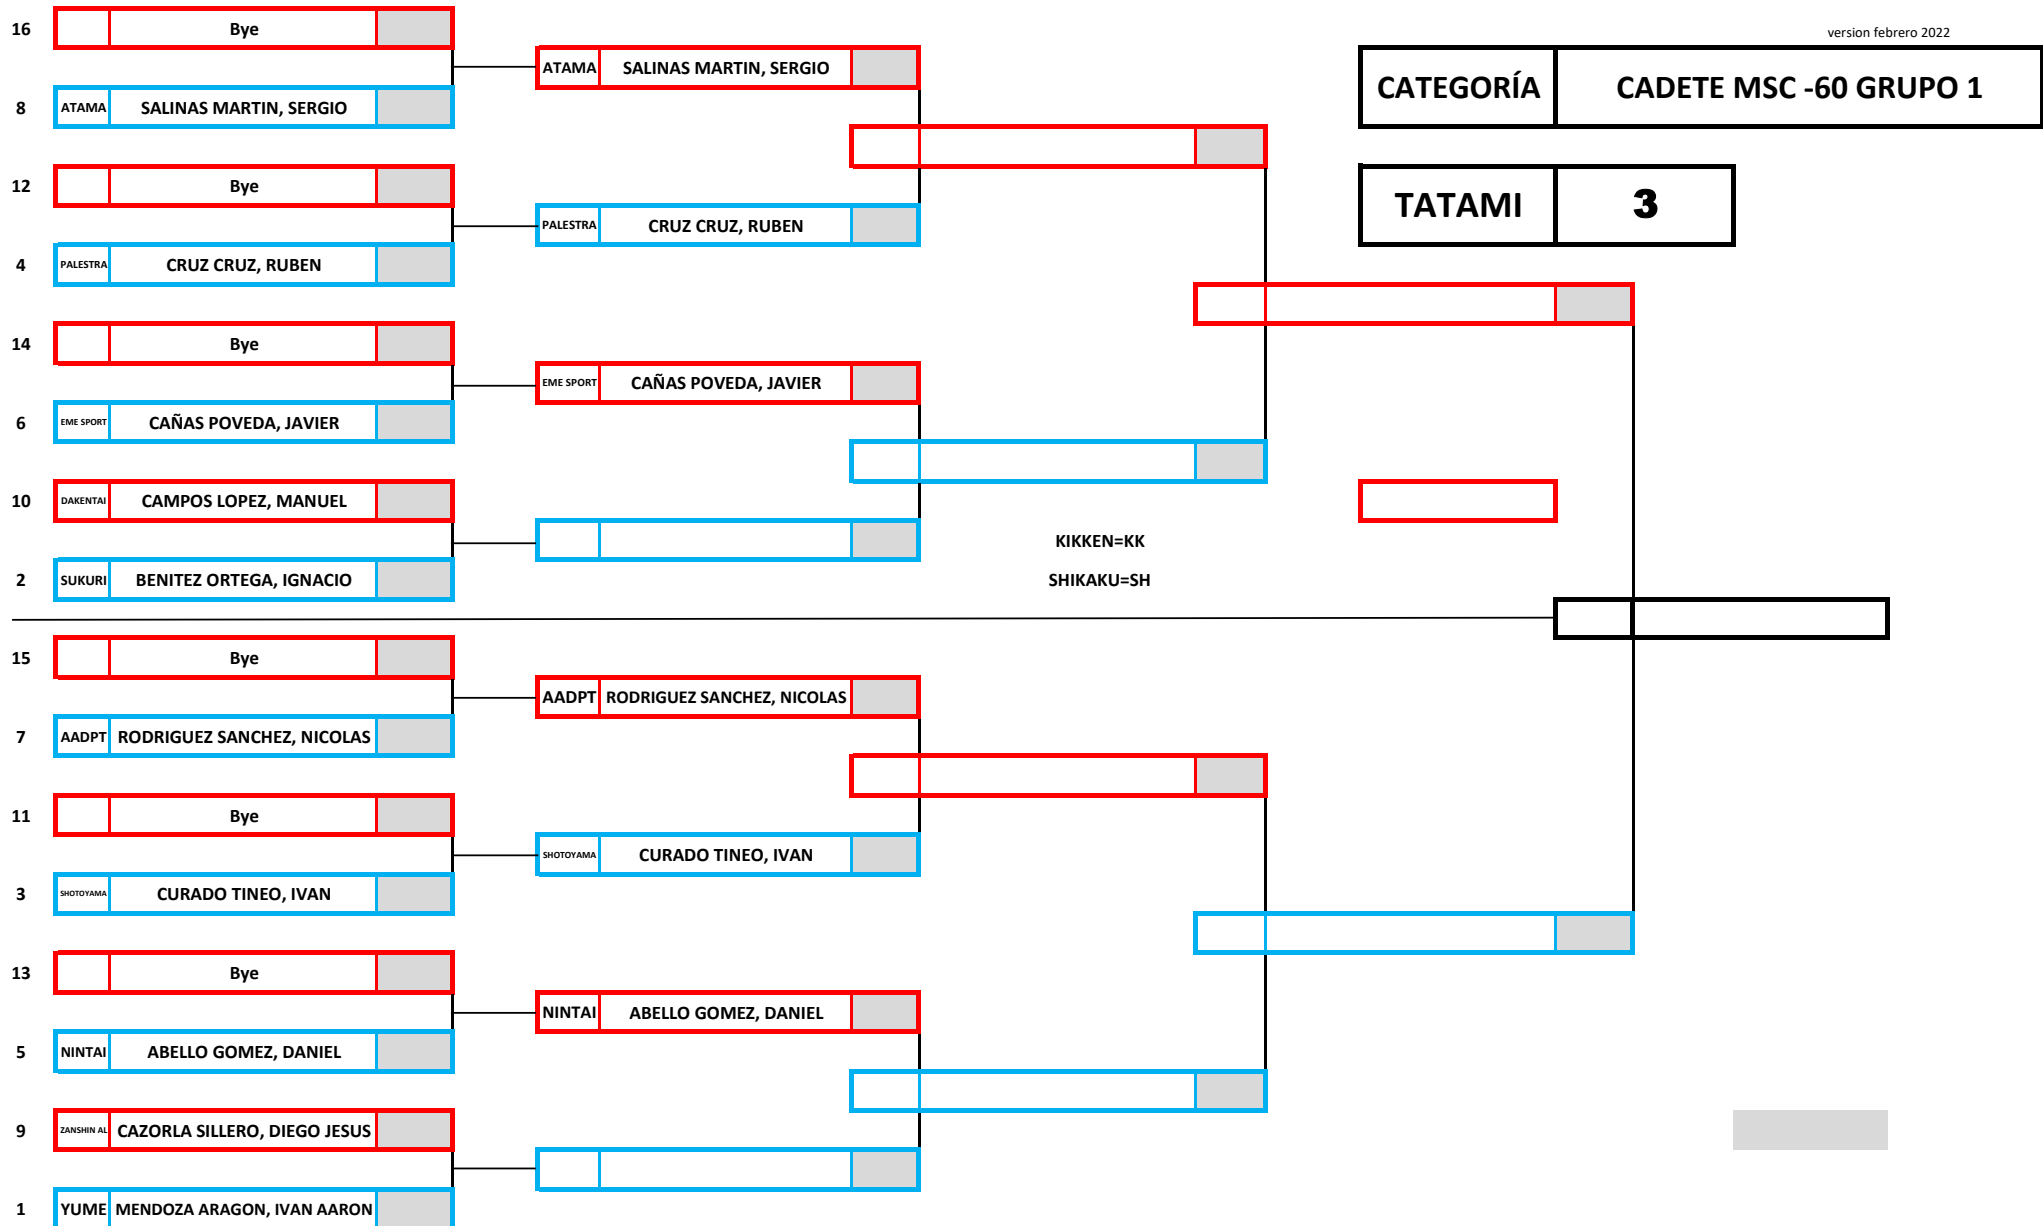 version febrero 2022
CATEGORÍA CADETE MSC -60 GRUPO 1
TATAMI 3
16 Bye
8 ATAMA SALINAS MARTIN, SERGIO
12 Bye
4 PALESTRA CRUZ CRUZ, RUBEN
14 Bye
6 EME SPORT CAÑAS POVEDA, JAVIER
10 DAKENTAI CAMPOS LOPEZ, MANUEL
2 SUKURI BENITEZ ORTEGA, IGNACIO
15 Bye
7 AADPT RODRIGUEZ SANCHEZ, NICOLAS
11 Bye
3 SHOTOYAMA CURADO TINEO, IVAN
13 Bye
5 NINTAI ABELLO GOMEZ, DANIEL
9 ZANSHIN AL CAZORLA SILLERO, DIEGO JESUS
1 YUME MENDOZA ARAGON, IVAN AARON
ATAMA SALINAS MARTIN, SERGIO
PALESTRA CRUZ CRUZ, RUBEN
EME SPORT CAÑAS POVEDA, JAVIER
AADPT RODRIGUEZ SANCHEZ, NICOLAS
SHOTOYAMA CURADO TINEO, IVAN
NINTAI ABELLO GOMEZ, DANIEL
KIKKEN=KK
SHIKAKU=SH